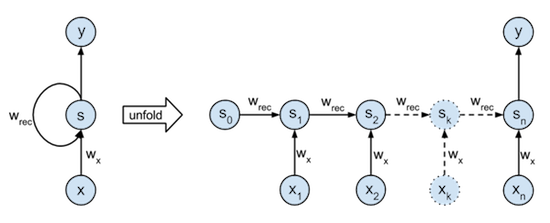 y
y
w_rec
s
unfold
s_0
w_rec
s_1
w_rec
s_2
w_rec
s_k
w_rec
s_n
w_x
w_x
w_x
w_x
w_x
x
x_1
x_2
x_k
x_n